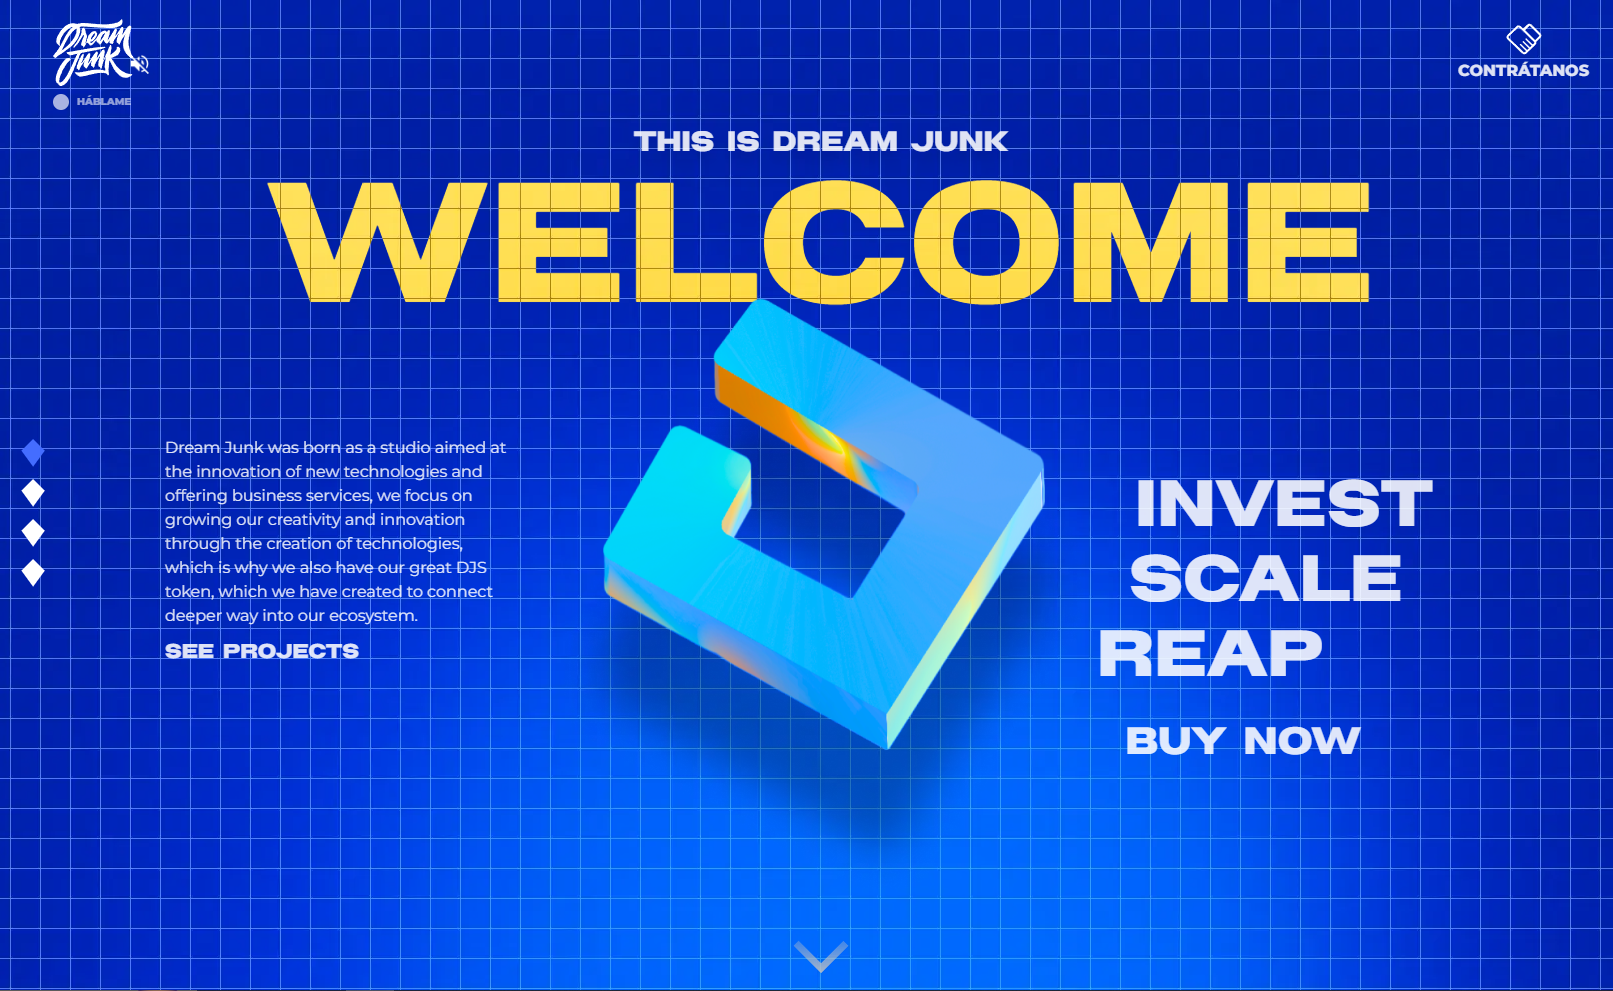 Dream
Junk
HÁBLAME
CONTRÁTANOS
THIS IS DREAM JUNK
WELCOME
Dream Junk was born as a studio aimed at
the innovation of new technologies and
offering business services, we focus on
growing our creativity and innovation
through the creation of technologies,
which is why we also have our great DJS
token, which we have created to connect
deeper way into our ecosystem.
SEE PROJECTS
INVEST
SCALE
REAP
BUY NOW